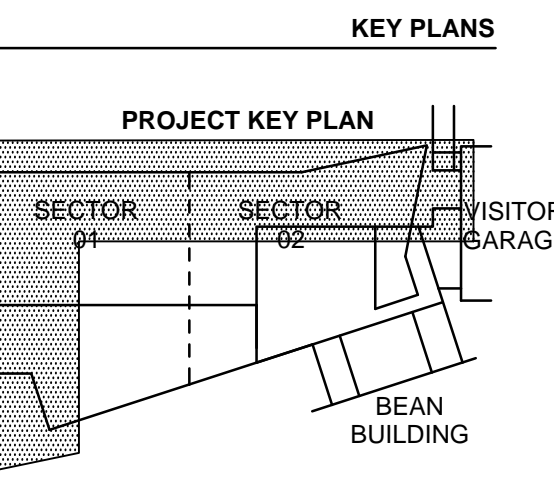 KEY PLANS
PROJECT KEY PLAN
SECTOR
01
SECTOR
02
VISITOR
GARAG
BEAN
BUILDING